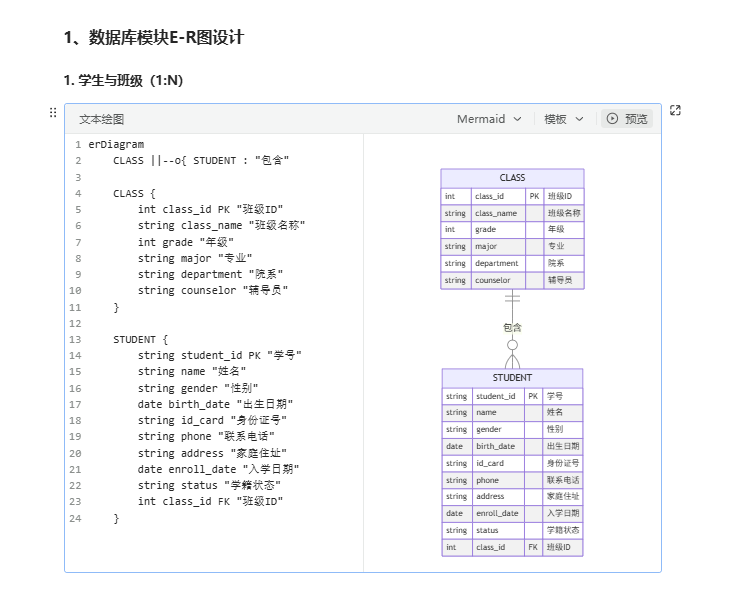 1、数据库模块E-R图设计
1. 学生与班级（1:N）
文本绘图
Mermaid
模板
预览
1 erDiagram
2 CLASS ||--o{ STUDENT : "包含"
3
4 CLASS {
5 int class_id PK "班级ID"
6 string class_name "班级名称"
7 int grade "年级"
8 string major "专业"
9 string department "院系"
10 string counselor "辅导员"
11 }
12
13 STUDENT {
14 string student_id PK "学号"
15 string name "姓名"
16 string gender "性别"
17 date birth_date "出生日期"
18 string id_card "身份证号"
19 string phone "联系电话"
20 string address "家庭住址"
21 date enroll_date "入学日期"
22 string status "学籍状态"
23 int class_id FK "班级ID"
24 }
CLASS
int class_id PK 班级ID
string class_name 班级名称
int grade 年级
string major 专业
string department 院系
string counselor 辅导员
包含
STUDENT
string student_id PK 学号
string name 姓名
string gender 性别
date birth_date 出生日期
string id_card 身份证号
string phone 联系电话
string address 家庭住址
date enroll_date 入学日期
string status 学籍状态
int class_id FK 班级ID